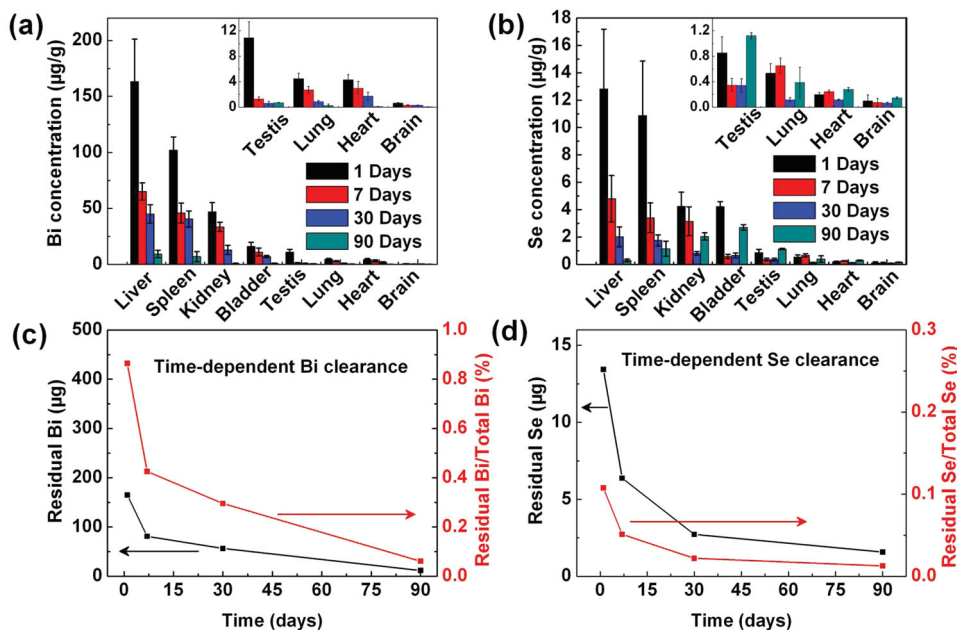 (a)
Bi concentration (µg/g)
200
150
100
50
0
12
8
4
0
Testis
Lung
Heart
Brain
1 Days
7 Days
30 Days
90 Days
Liver
Spleen
Kidney
Bladder
Testis
Lung
Heart
Brain
(b)
Se concentration (µg/g)
18
16
14
12
10
8
6
4
2
0
1.2
0.8
0.4
0.0
Testis
Lung
Heart
Brain
1 Days
7 Days
30 Days
90 Days
Liver
Spleen
Kidney
Bladder
Testis
Lung
Heart
Brain
(c)
Time-dependent Bi clearance
Residual Bi (µg)
500
400
300
200
100
0
Residual Bi/Total Bi (%)
1.0
0.8
0.6
0.4
0.2
0.0
0 15 30 45 60 75 90
Time (days)
(d)
Time-dependent Se clearance
Residual Se (µg)
15
10
5
0
Residual Se/Total Se (%)
0.3
0.2
0.1
0.0
0 15 30 45 60 75 90
Time (days)